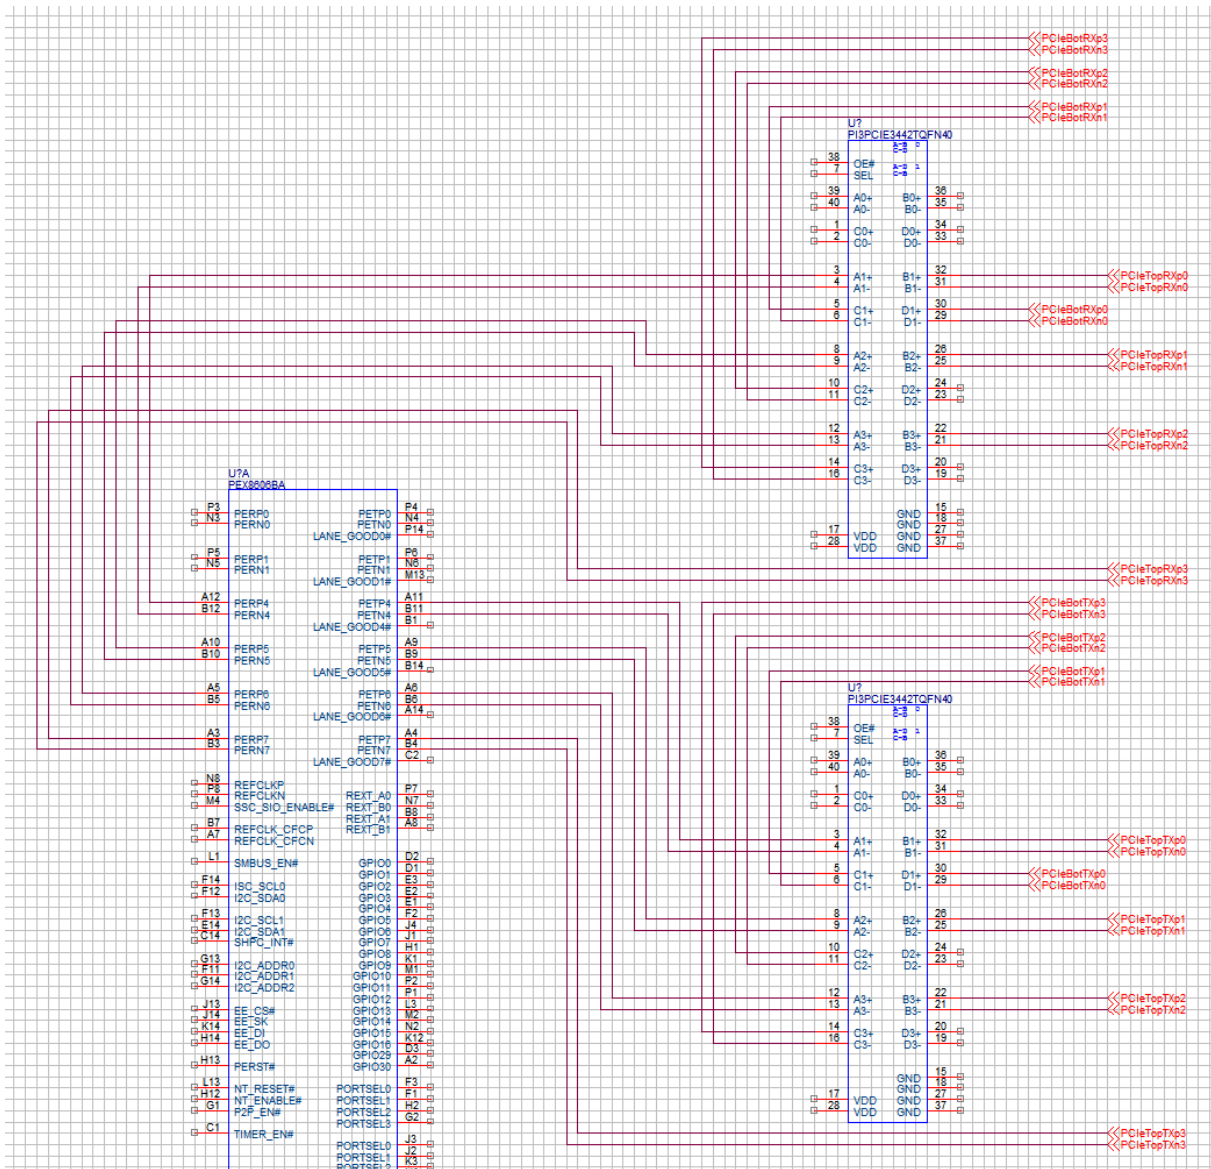 PCIeBotRXp3
PCIeBotRXn3
PCIeBotRXp2
PCIeBotRXn2
PCIeBotRXp1
PCIeBotRXn1
U?
PI3PCIE3442TQFN40
38 OE#
7 SEL
39 A0+ B0+ 36
40 A0- B0- 35
1 C0+ D0+ 34
2 C0- D0- 33
3 A1+ B1+ 32 PCIeTopRXp0
4 A1- B1- 31 PCIeTopRXn0
5 C1+ D1+ 30 PCIeBotRXp0
6 C1- D1- 29 PCIeBotRXn0
8 A2+ B2+ 26 PCIeTopRXp1
9 A2- B2- 25 PCIeTopRXn1
10 C2+ D2+ 24
11 C2- D2- 23
12 A3+ B3+ 22 PCIeTopRXp2
13 A3- B3- 21 PCIeTopRXn2
14 C3+ D3+ 20
16 C3- D3- 19
GND 15
GND 18
17 VDD GND 27
28 VDD GND 37
PCIeTopRXp3
PCIeTopRXn3
U?A
PEX8606BA
P3 PERP0 PETP0 P4
N3 PERN0 PETN0 N4
LANE_GOOD0# P14
P5 PERP1 PETP1 P6
N5 PERN1 PETN1 N6
LANE_GOOD1# M13
A12 PERP4 PETP4 A11
B12 PERN4 PETN4 B11
LANE_GOOD4# B1
A10 PERP5 PETP5 A9
B10 PERN5 PETN5 B9
LANE_GOOD5# B14
A5 PERP6 PETP6 A6
B5 PERN6 PETN6 B6
LANE_GOOD6# A14
A3 PERP7 PETP7 A4
B3 PERN7 PETN7 B4
LANE_GOOD7# C2
N8 REFCLKP
P8 REFCLKN REXT_A0 P7
M4 SSC_SIO_ENABLE# REXT_B0 N7
REXT_A1 B8
B7 REFCLK_CFCP REXT_B1 A8
A7 REFCLK_CFCN
L1 SMBUS_EN# GPIO0 D2
GPIO1 D1
F14 ISC_SCL0 GPIO2 E3
F12 I2C_SDA0 GPIO3 E2
GPIO4 E1
F13 I2C_SCL1 GPIO5 F2
E14 I2C_SDA1 GPIO6 J4
C14 SHPC_INT# GPIO7 J1
GPIO8 H1
G13 I2C_ADDR0 GPIO9 K1
F11 I2C_ADDR1 GPIO10 M1
G14 I2C_ADDR2 GPIO11 P2
GPIO12 P1
J13 EE_CS# GPIO13 L3
J14 EE_SK GPIO14 M2
K14 EE_DI GPIO15 N2
H14 EE_DO GPIO16 K12
GPIO29 D3
H13 PERST# GPIO30 A2
L13 NT_RESET# PORTSEL0 F3
H12 NT_ENABLE# PORTSEL1 F1
G1 P2P_EN# PORTSEL2 H2
PORTSEL3 G2
C1 TIMER_EN#
PORTSEL0 J3
PORTSEL1 J2
PORTSEL2 K3
PCIeBotTXp3
PCIeBotTXn3
PCIeBotTXp2
PCIeBotTXn2
PCIeBotTXp1
PCIeBotTXn1
U?
PI3PCIE3442TQFN40
38 OE#
7 SEL
39 A0+ B0+ 36
40 A0- B0- 35
1 C0+ D0+ 34
2 C0- D0- 33
3 A1+ B1+ 32 PCIeTopTXp0
4 A1- B1- 31 PCIeTopTXn0
5 C1+ D1+ 30 PCIeBotTXp0
6 C1- D1- 29 PCIeBotTXn0
8 A2+ B2+ 26 PCIeTopTXp1
9 A2- B2- 25 PCIeTopTXn1
10 C2+ D2+ 24
11 C2- D2- 23
12 A3+ B3+ 22 PCIeTopTXp2
13 A3- B3- 21 PCIeTopTXn2
14 C3+ D3+ 20
16 C3- D3- 19
GND 15
GND 18
17 VDD GND 27
28 VDD GND 37
PCIeTopTXp3
PCIeTopTXn3